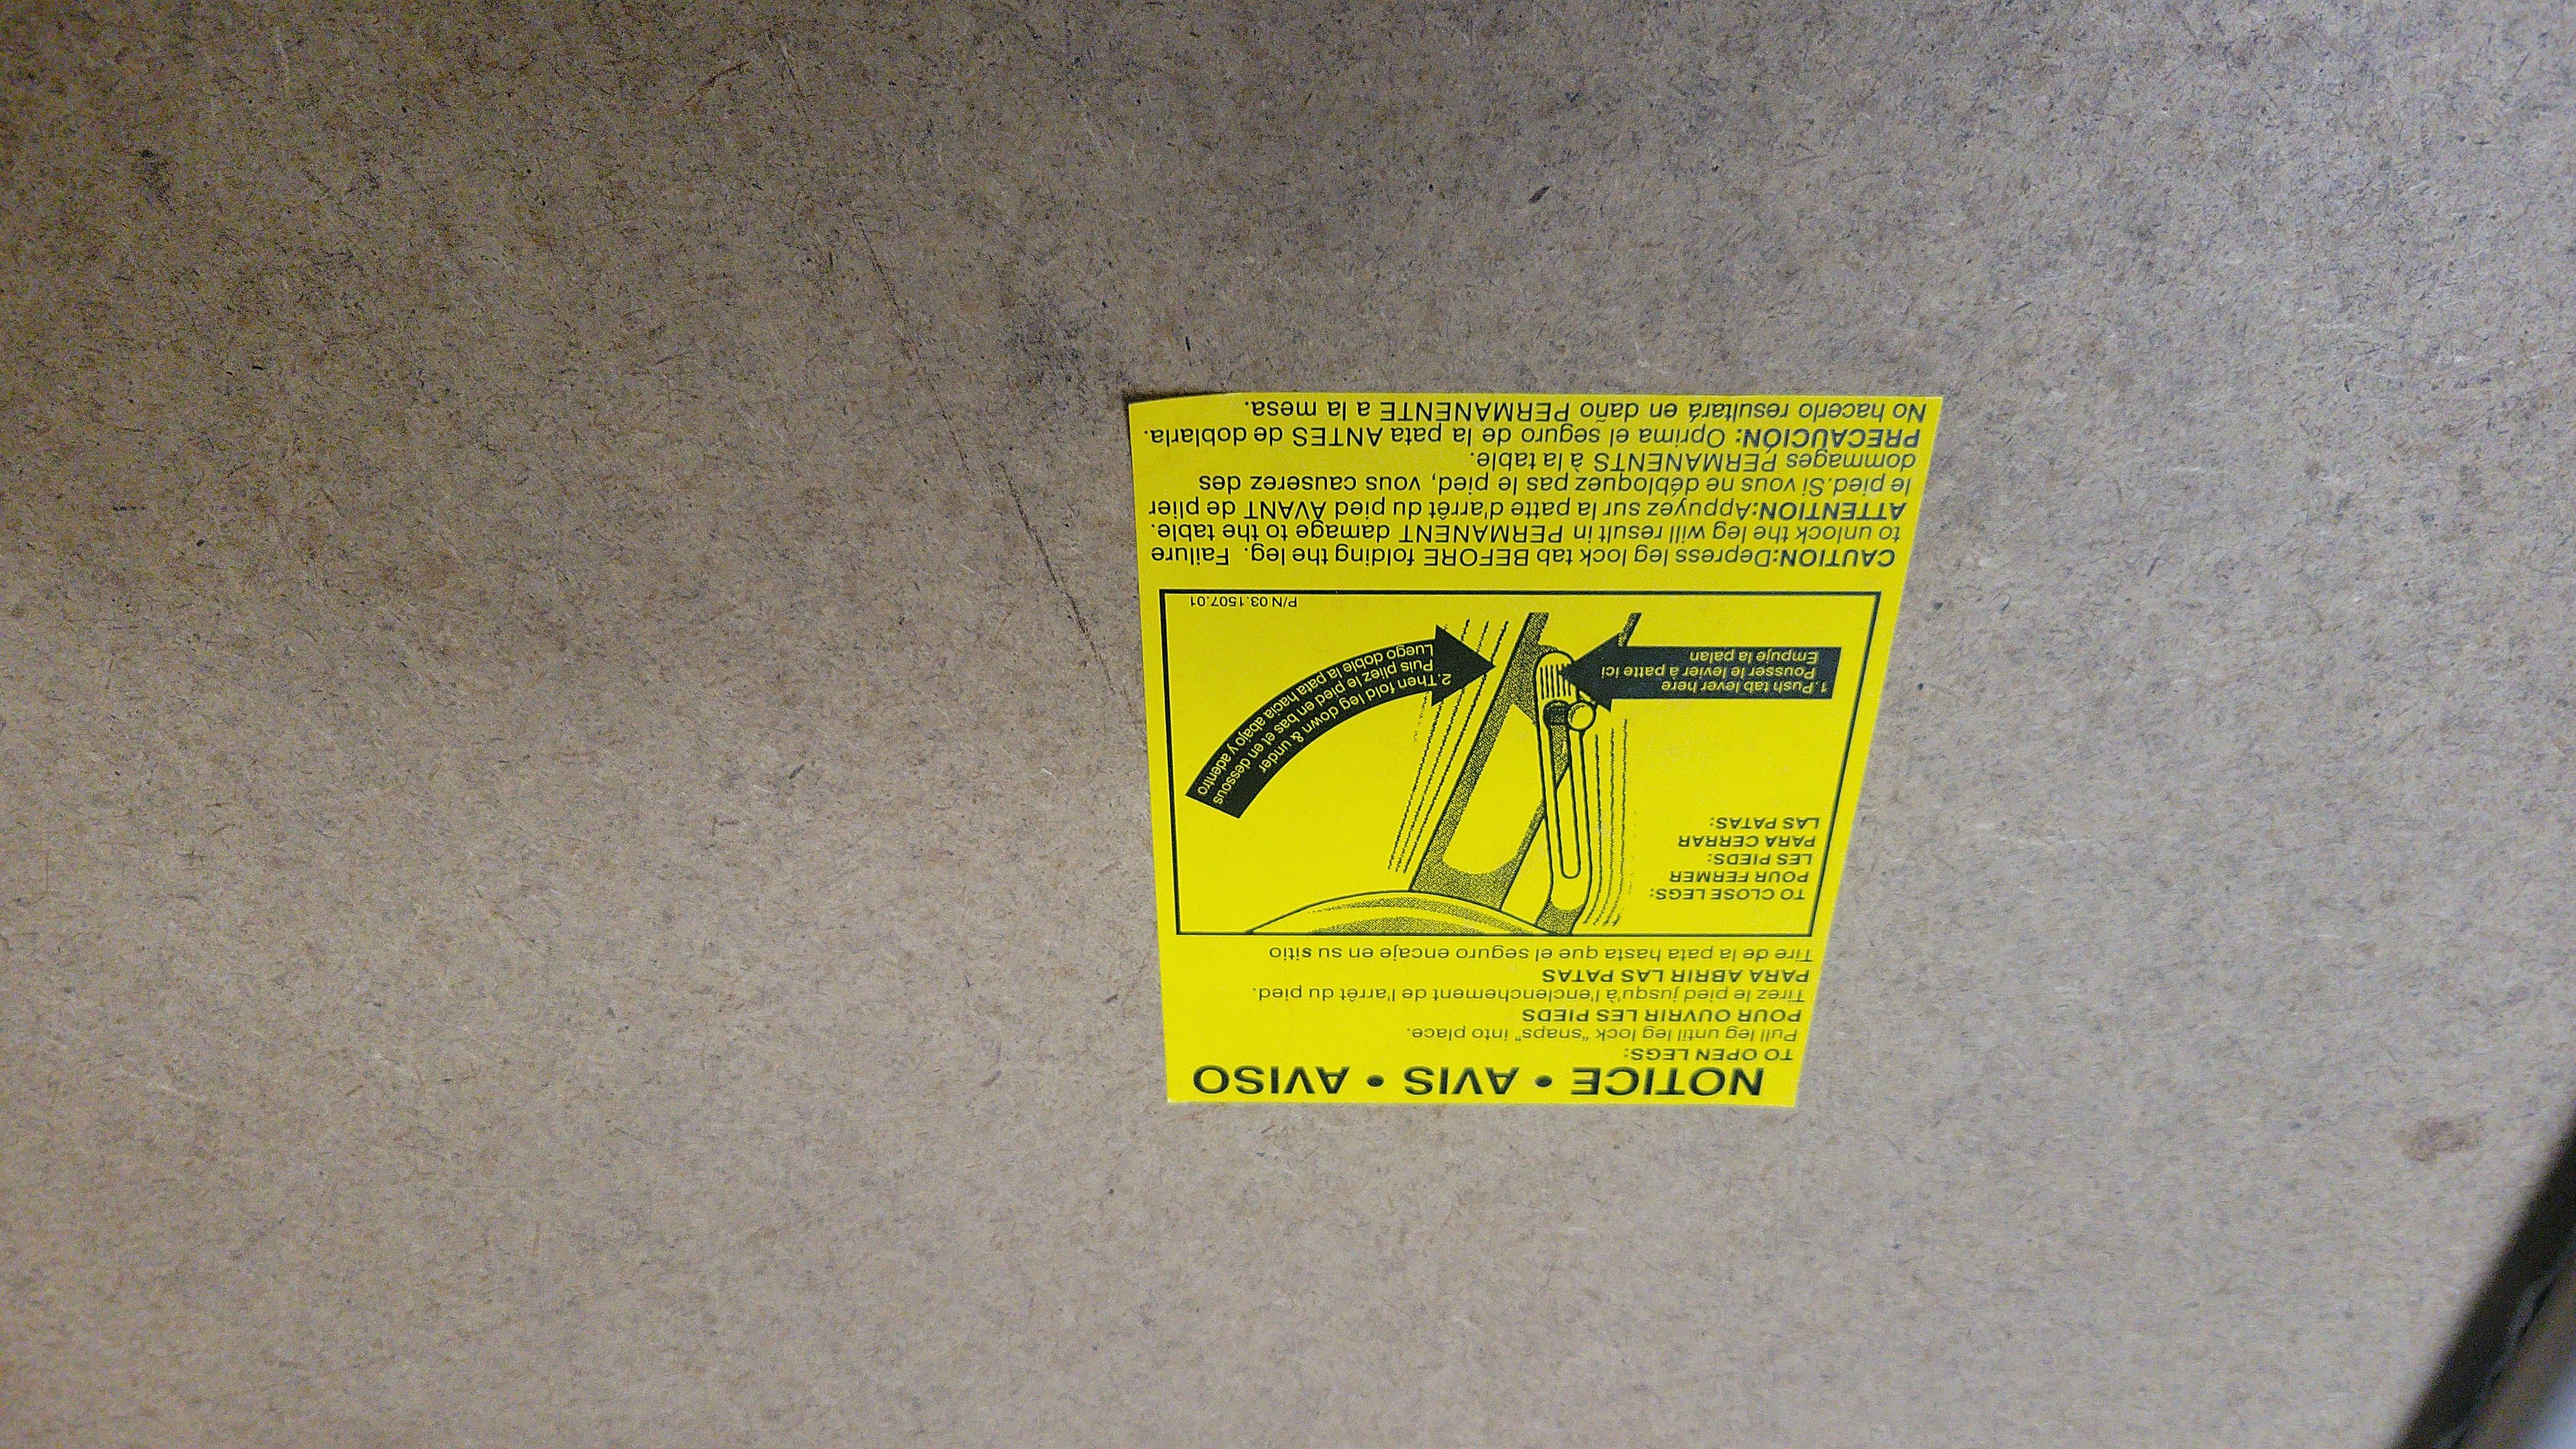 NOTICE • AVIS • AVISO
TO OPEN LEGS:
Pull leg until leg lock "snaps" into place.
POUR OUVRIR LES PIEDS
Tirez le pied jusqu'à l'enclenchement de l'arrêt du pied.
PARA ABRIR LAS PATAS
Tire de la pata hasta que el seguro encaje en su sitio
TO CLOSE LEGS:
POUR FERMER
LES PIEDS:
PARA CERRAR
LAS PATAS:
1. Push tab lever here
Pousser le levier à patte ici
Empuje la palan
2. Then fold leg down & under
Puis pliez le pied en bas et en dessous
Luego doble la pata hacia abajo y adentro
P/N 03.1507.01
CAUTION: Depress leg lock tab BEFORE folding the leg. Failure
to unlock the leg will result in PERMANENT damage to the table.
ATTENTION: Appuyez sur la patte d'arrêt du pied AVANT de plier
le pied. Si vous ne débloquez pas le pied, vous causerez des
dommages PERMANENTS à la table.
PRECAUCIÓN: Oprima el seguro de la pata ANTES de doblarla.
No hacerlo resultará en daño PERMANENTE a la mesa.